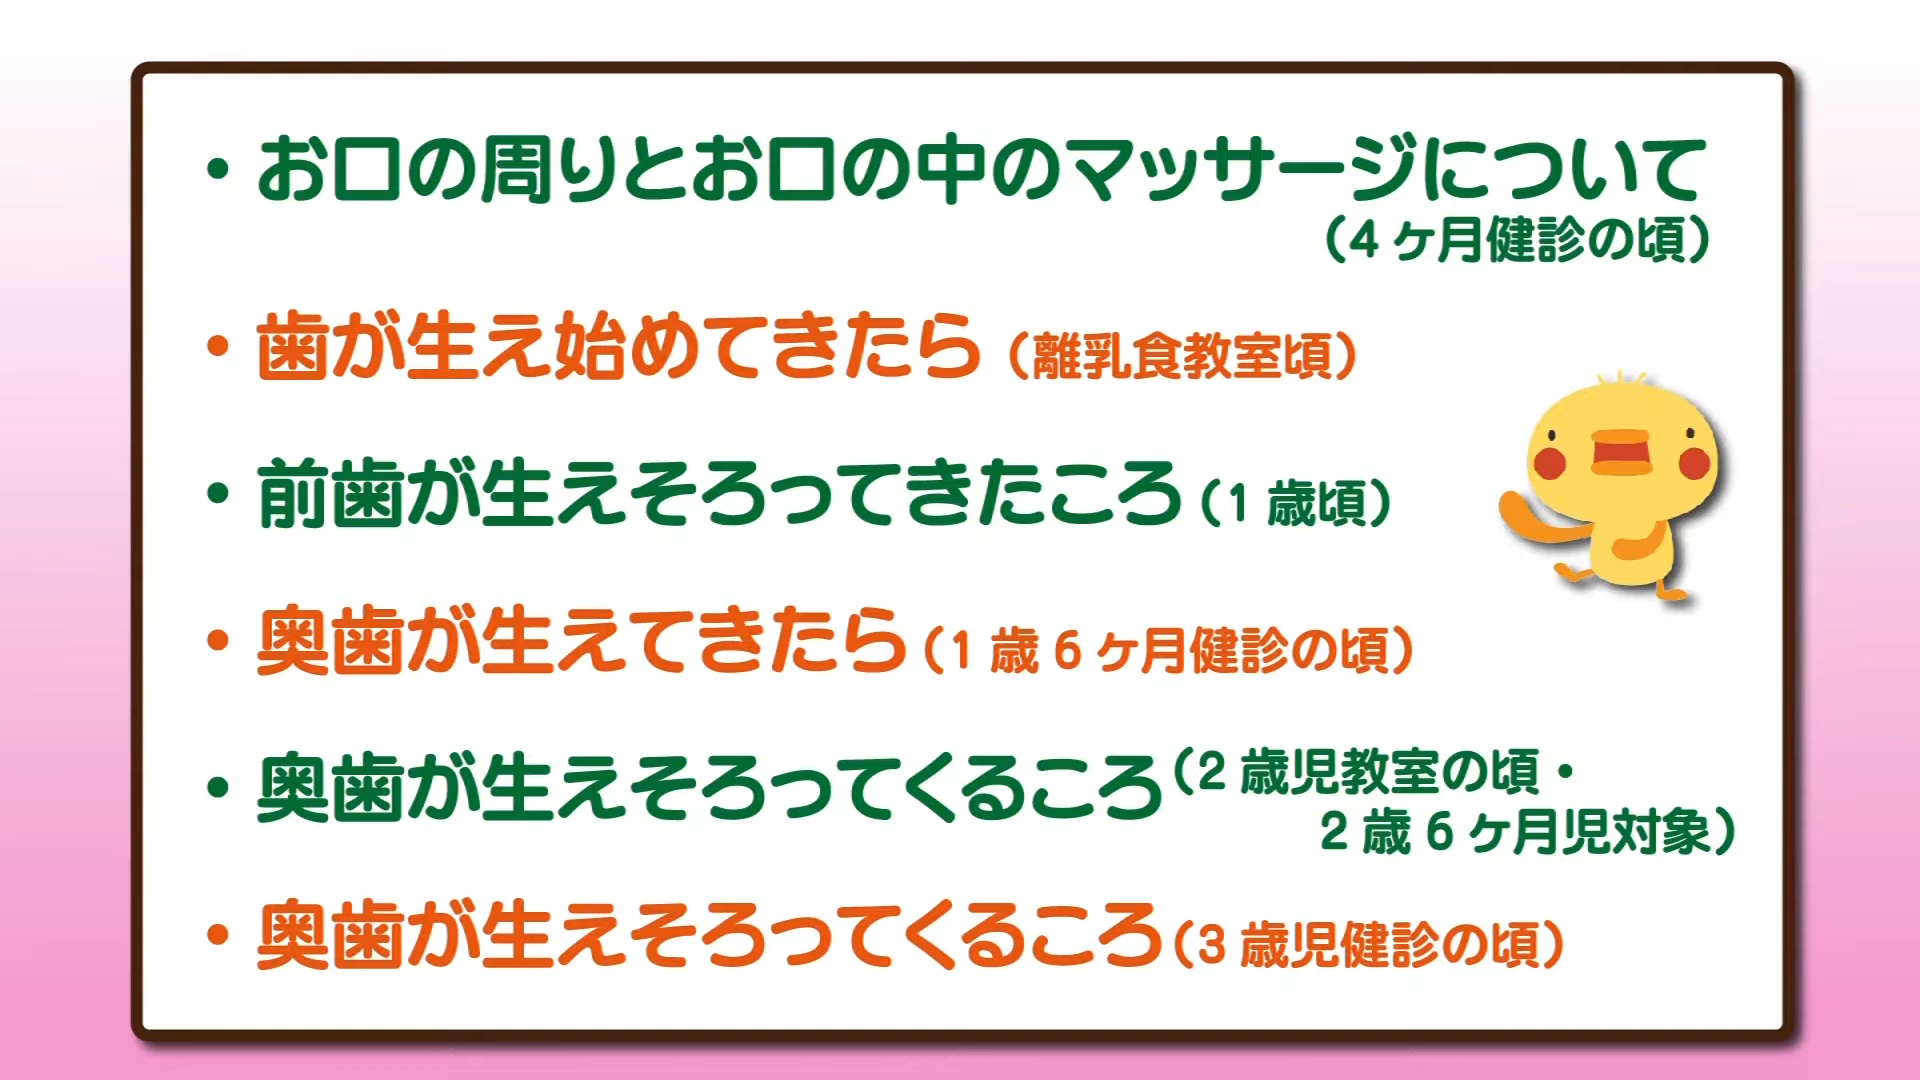 ・お口の周りとお口の中のマッサージについて
（4ヶ月健診の頃）
・歯が生え始めてきたら（離乳食教室頃）
・前歯が生えそろってきたころ（1歳頃）
・奥歯が生えてきたら（1歳6ヶ月健診の頃）
・奥歯が生えそろってくるころ（2歳児教室の頃・
2歳6ヶ月児対象）
・奥歯が生えそろってくるころ（3歳児健診の頃）